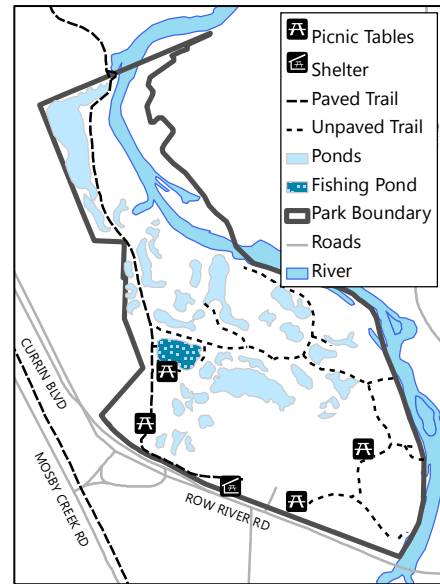 Picnic Tables
Shelter
Paved Trail
Unpaved Trail
Ponds
Fishing Pond
Park Boundary
Roads
River
CURRIN BLVD
MOSBY CREEK RD
ROW RIVER RD